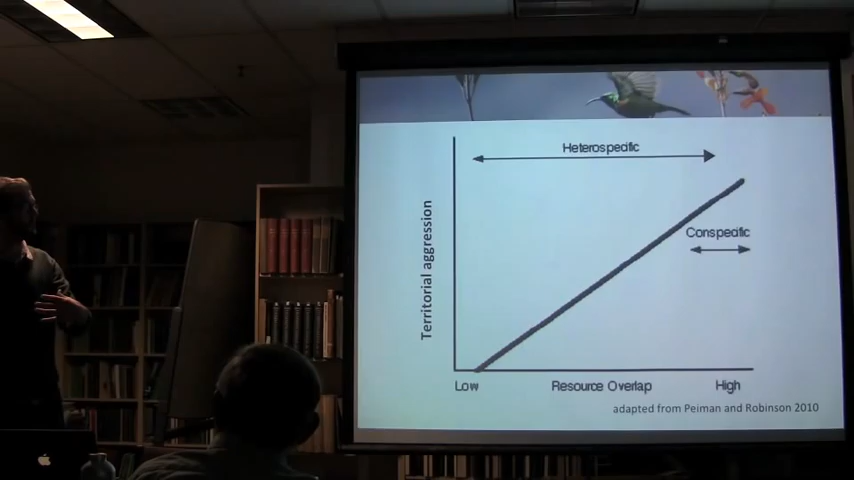 Heterospecific
Conspecific
Territorial aggression
Low
Resource Overlap
High
adapted from Peiman and Robinson 2010